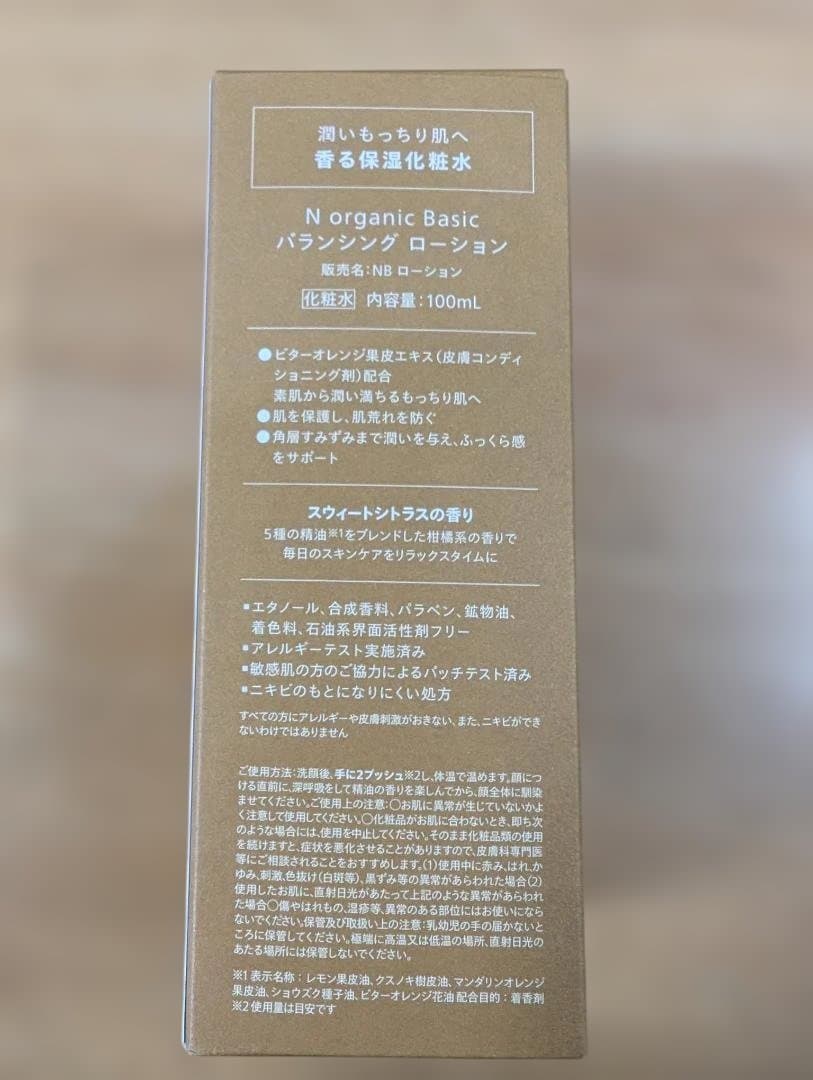 潤いもっちり肌へ
香る保湿化粧水
N organic Basic
バランシング ローション
販売名:NB ローション
化粧水 内容量:100mL
●ビターオレンジ果皮エキス(皮膚コンディ
ショニング剤)配合
素肌から潤い満ちるもっちり肌へ
●肌を保護し、肌荒れを防ぐ
●角層すみずみまで潤いを与え、ふっくら感
をサポート
スウィートシトラスの香り
5種の精油※1をブレンドした柑橘系の香りで
毎日のスキンケアをリラックスタイムに
▪エタノール、合成香料、パラベン、鉱物油、
着色料、石油系界面活性剤フリー
▪アレルギーテスト実施済み
▪敏感肌の方のご協力によるパッチテスト済み
▪ニキビのもとになりにくい処方
すべての方にアレルギーや皮膚刺激がおきない、また、ニキビができ
ないわけではありません
ご使用方法:洗顔後、手に2プッシュ※2し、体温で温めます。顔につ
ける直前に、深呼吸をして精油の香りを楽しんでから、顔全体に馴染
ませてください。ご使用上の注意:○お肌に異常が生じていないかよ
く注意して使用してください。○化粧品がお肌に合わないとき、即ち次
のような場合には、使用を中止してください。そのまま化粧品類の使用
を続けますと、症状を悪化させることがありますので、皮膚科専門医
等にご相談されることをおすすめします。(1)使用中に赤み、はれ、か
ゆみ、刺激、色抜け(白斑等)、黒ずみ等の異常があらわれた場合(2)
使用したお肌に、直射日光があたって上記のような異常があらわれ
た場合○傷やはれもの、湿疹等、異常のある部位にはお使いになら
ないでください。保管及び取扱い上の注意:乳幼児の手の届かないと
ころに保管してください。極端に高温又は低温の場所、直射日光の
あたる場所には保管しないでください。
※1 表示名称:レモン果皮油、クスノキ樹皮油、マンダリンオレンジ
果皮油、ショウズク種子油、ビターオレンジ花油 配合目的:着香剤
※2 使用量は目安です